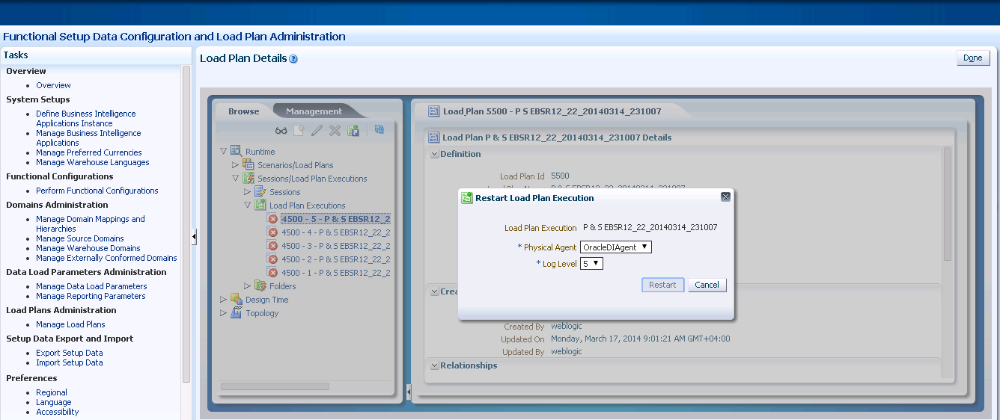 Functional Setup Data Configuration and Load Plan Administration
Tasks
Overview
Overview
System Setups
Define Business Intelligence
Applications Instance
Manage Business Intelligence
Applications
Manage Preferred Currencies
Manage Warehouse Languages
Functional Configurations
Perform Functional Configurations
Domains Administration
Manage Domain Mappings and
Hierarchies
Manage Source Domains
Manage Warehouse Domains
Manage Externally Conformed Domains
Data Load Parameters Administration
Manage Data Load Parameters
Manage Reporting Parameters
Load Plans Administration
Manage Load Plans
Setup Data Export and Import
Export Setup Data
Import Setup Data
Preferences
Regional
Language
Accessibility
Load Plan Details
Done
Browse
Management
Runtime
Scenarios/Load Plans
Sessions/Load Plan Executions
Sessions
Load Plan Executions
4500 - 5 - P & S EBSR12_2
4500 - 4 - P & S EBSR12_22_2
4500 - 3 - P & S EBSR12_22_2
4500 - 2 - P & S EBSR12_22_2
4500 - 1 - P & S EBSR12_22_2
Folders
Design Time
Topology
Load Plan 5500 - P S EBSR12_22_20140314_231007
Load Plan P & S EBSR12_22_20140314_231007 Details
Definition
Load Plan Id 5500
Restart Load Plan Execution
Load Plan Execution P & S EBSR12_22_20140314_231007
* Physical Agent OracleDIAgent
* Log Level 5
Restart
Cancel
Crea
Created By weblogic
Updated On Monday, March 17, 2014 9:01:21 AM GMT+04:00
Updated By weblogic
Relationships